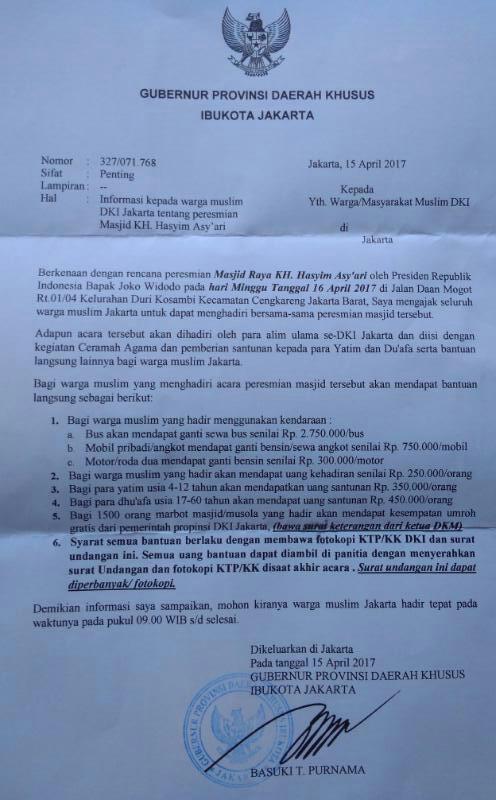 GUBERNUR PROVINSI DAERAH KHUSUS
IBUKOTA JAKARTA
Nomor : 327/071.768
Sifat : Penting
Lampiran : --
Hal : Informasi kepada warga muslim
DKI Jakarta tentang peresmian
Masjid KH. Hasyim Asy'ari
Jakarta, 15 April 2017
Kepada
Yth. Warga/Masyarakat Muslim DKI
di
Jakarta
Berkenaan dengan rencana peresmian Masjid Raya KH. Hasyim Asy'ari oleh Presiden Republik
Indonesia Bapak Joko Widodo pada hari Minggu Tanggal 16 April 2017 di Jalan Daan Mogot
Rt.01/04 Kelurahan Duri Kosambi Kecamatan Cengkareng Jakarta Barat, Saya mengajak seluruh
warga muslim Jakarta untuk dapat menghadiri bersama-sama peresmian masjid tersebut.
Adapun acara tersebut akan dihadiri oleh para alim ulama se-DKI Jakarta dan diisi dengan
kegiatan Ceramah Agama dan pemberian santunan kepada para Yatim dan Du'afa serta bantuan
langsung lainnya bagi warga muslim Jakarta.
Bagi warga muslim yang menghadiri acara peresmian masjid tersebut akan mendapat bantuan
langsung sebagai berikut:
1. Bagi warga muslim yang hadir menggunakan kendaraan :
a. Bus akan mendapat ganti sewa bus senilai Rp. 2.750.000/bus
b. Mobil pribadi/angkot mendapat ganti bensin/sewa angkot senilai Rp. 750.000/mobil
c. Motor/roda dua mendapat ganti bensin senilai Rp. 300.000/motor
2. Bagi warga muslim yang hadir akan mendapat uang kehadiran senilai Rp. 250.000/orang
3. Bagi para yatim usia 4-12 tahun akan mendapatkan uang santunan Rp. 350.000/orang
4. Bagi para dhu'afa usia 17-60 tahun akan mendapat uang santunan Rp. 450.000/orang
5. Bagi 1500 orang marbot masjid/musola yang hadir akan mendapat kesempatan umroh
gratis dari pemerintah propinsi DKI Jakarta, (bawa surat keterangan dari ketua DKM)
6. Syarat semua bantuan berlaku dengan membawa fotokopi KTP/KK DKI dan surat
undangan ini. Semua uang bantuan dapat diambil di panitia dengan menyerahkan
surat Undangan dan fotokopi KTP/KK disaat akhir acara . Surat undangan ini dapat
diperbanyak/ fotokopi.
Demikian informasi saya sampaikan, mohon kiranya warga muslim Jakarta hadir tepat pada
waktunya pada pukul 09.00 WIB s/d selesai.
Dikeluarkan di Jakarta
Pada tanggal 15 April 2017
GUBERNUR PROVINSI DAERAH KHUSUS
IBUKOTA JAKARTA
GUBERNUR PROVINSI DAERAH KHUSUS IBUKOTA JAKARTA
BASUKI T. PURNAMA